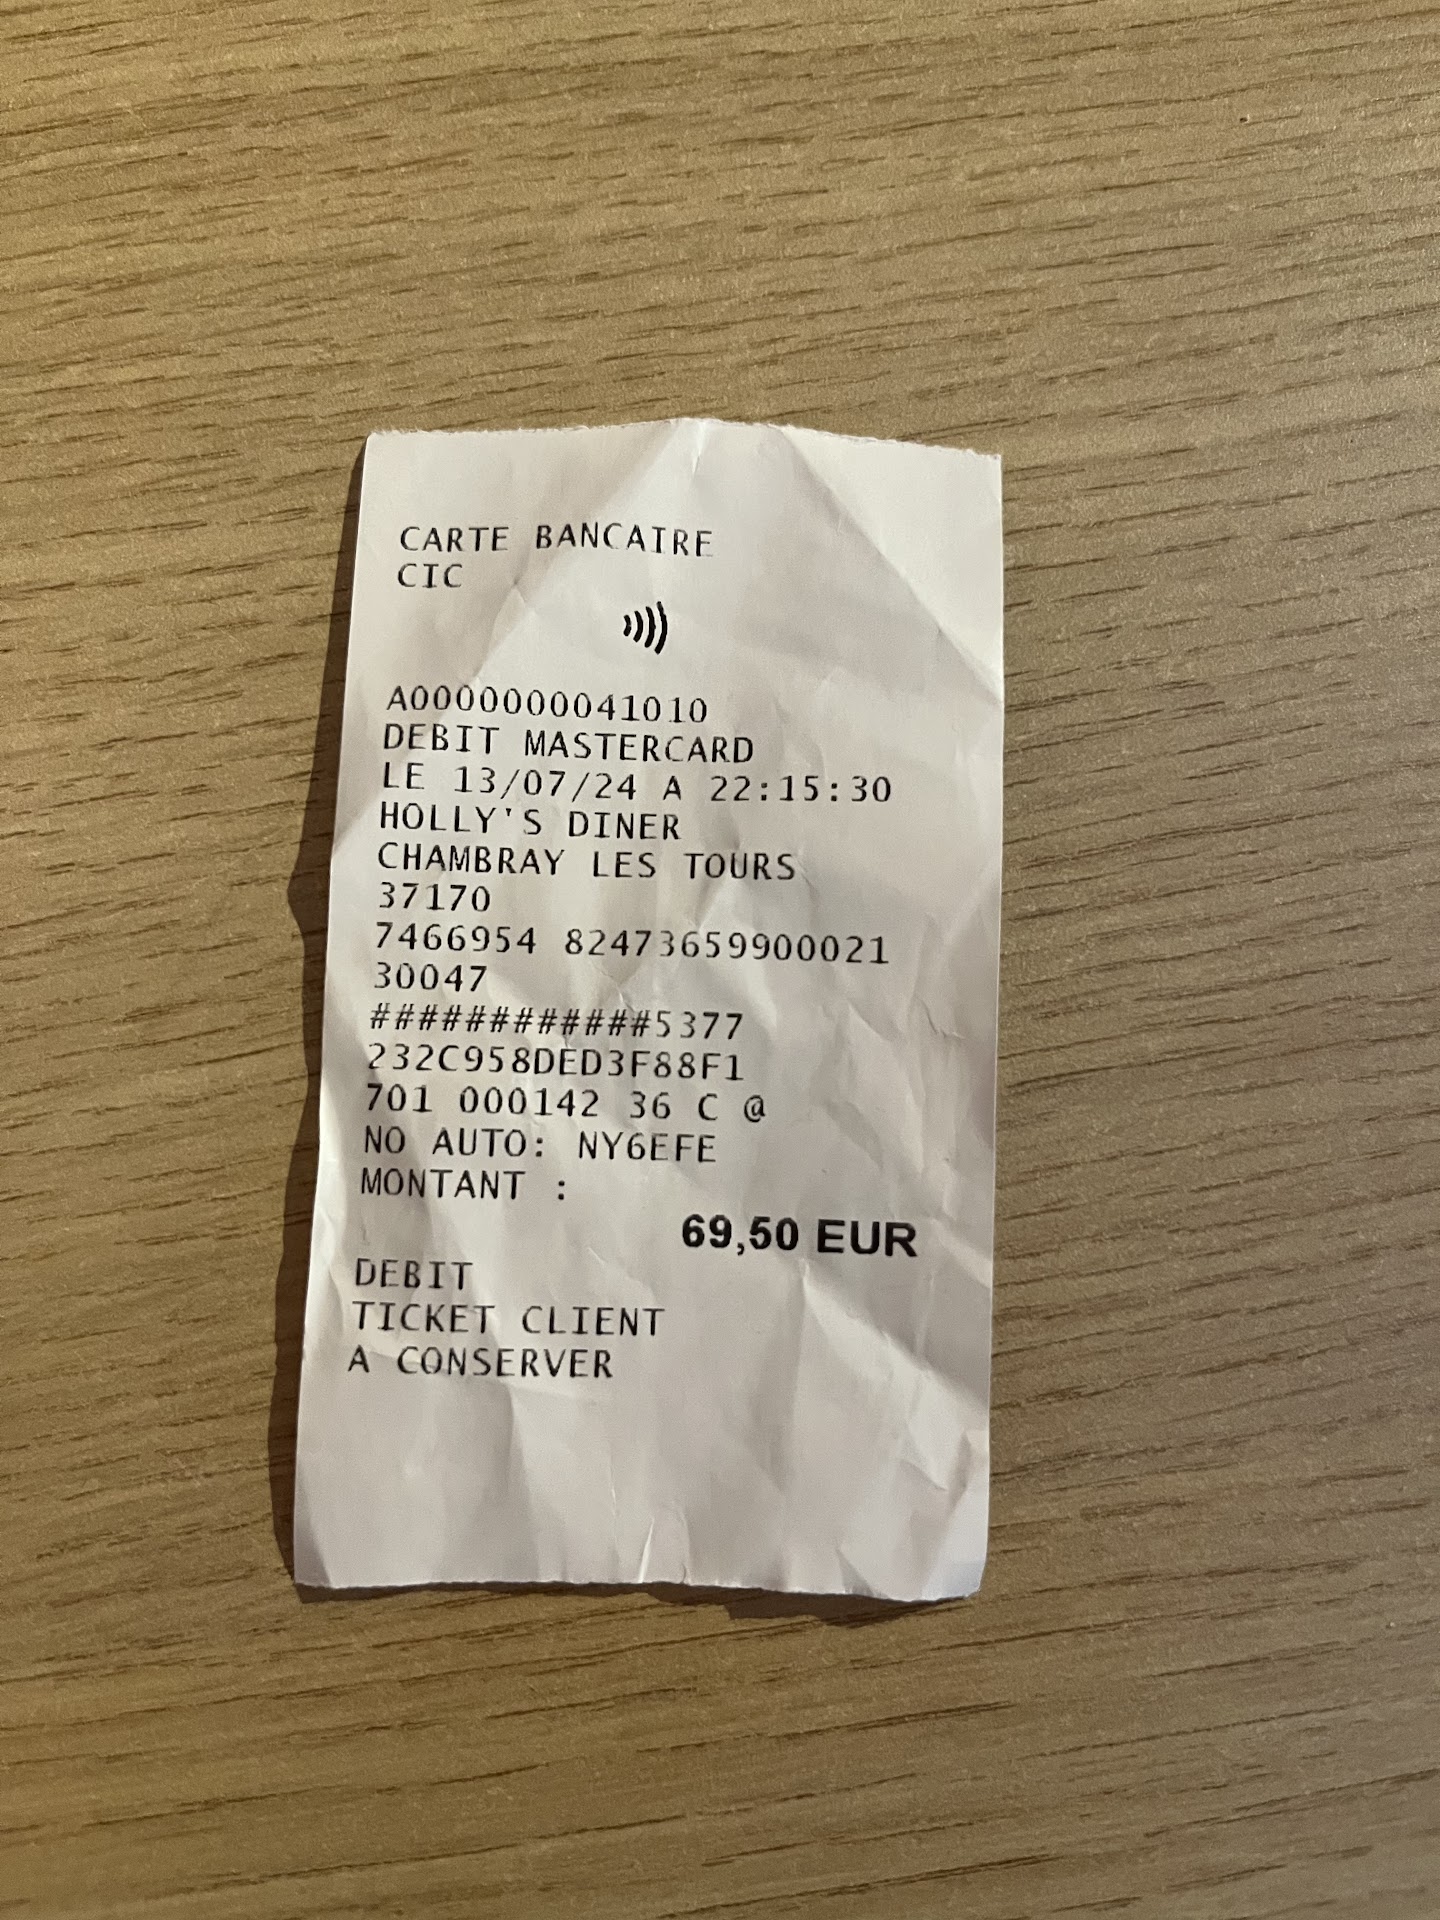 CARTE BANCAIRE
CIC
A0000000041010
DEBIT MASTERCARD
LE 13/07/24 A 22:15:30
HOLLY'S DINER
CHAMBRAY LES TOURS
37170
7466954 82473659900021
30047
############5377
232C958DED3F88F1
701 000142 36 C @
NO AUTO: NY6EFE
MONTANT :
69,50 EUR
DEBIT
TICKET CLIENT
A CONSERVER